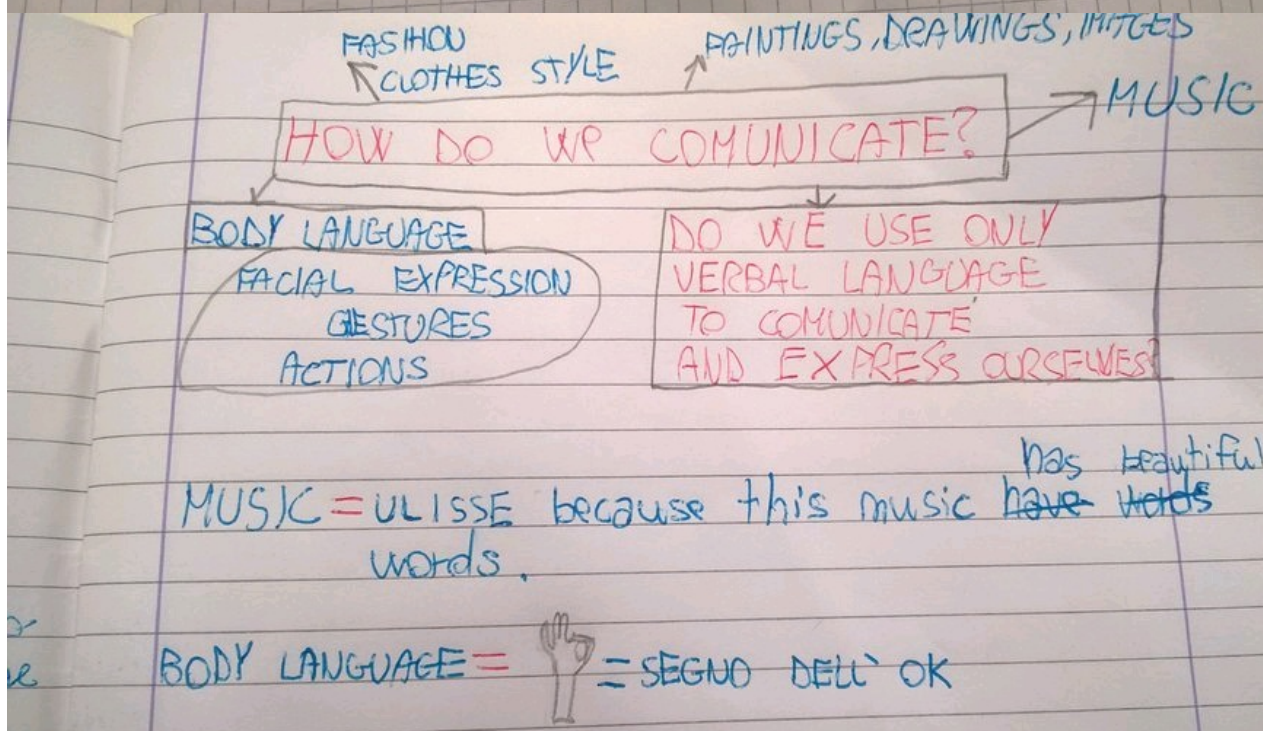 FASHION
CLOTHES STYLE
PAINTINGS, DRAWINGS, IMAGES
MUSIC
HOW DO WE COMUNICATE?
BODY LANGUAGE
FACIAL EXPRESSION
GESTURES
ACTIONS
DO WE USE ONLY
VERBAL LANGUAGE
TO COMUNICATE
AND EXPRESS OURSELVES?
has beautiful
MUSIC = ULISSE because this music have words
words.
BODY LANGUAGE = = SEGNO DELL' OK